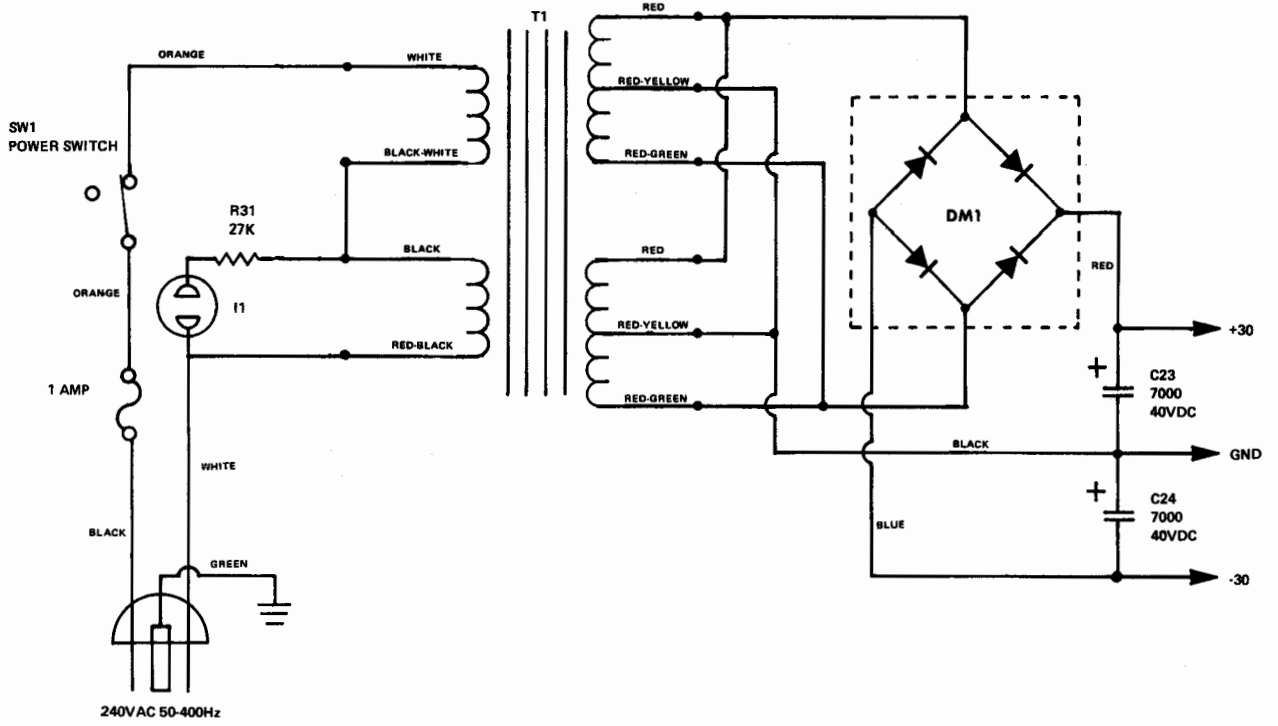 RED
T1
ORANGE
WHITE
RED-YELLOW
SW1
POWER SWITCH
BLACK-WHITE
RED-GREEN
O
R31
27K
DM1
BLACK
RED
RED
ORANGE
I1
RED-YELLOW
+30
RED-BLACK
1 AMP
RED-GREEN
+
C23
7000
40VDC
BLACK
GND
WHITE
+
C24
7000
40VDC
BLUE
BLACK
GREEN
-30
240VAC 50-400Hz